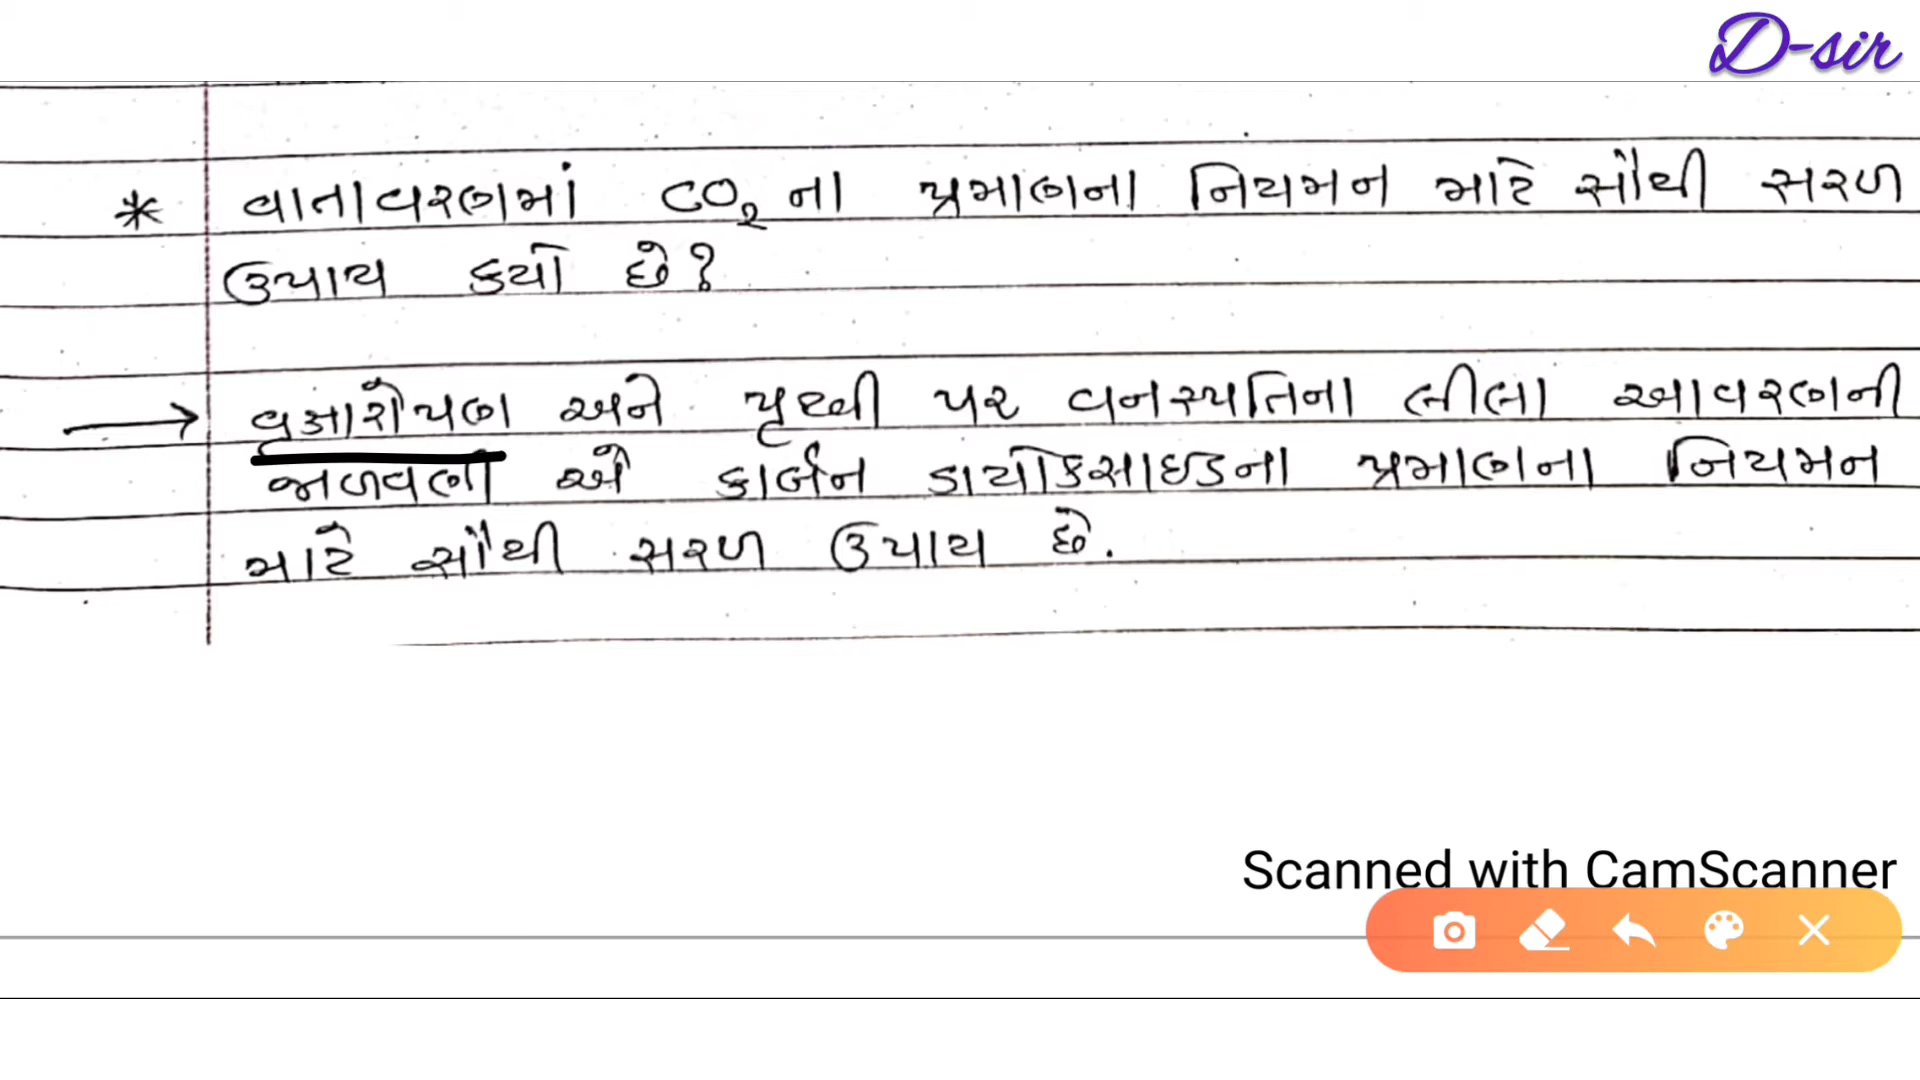 D-sir
* વાતાવરણમાં CO₂ ના પ્રમાણના નિયમન માટે સૌથી સરળ
ઉપાય કયો છે?
→ વૃક્ષારોપણ અને પૃથ્વી પર વનસ્પતિના લીલા આવરણની
જાળવણી એ કાર્બન ડાયોક્સાઇડના પ્રમાણના નિયમન
માટે સૌથી સરળ ઉપાય છે.
Scanned with CamScanner